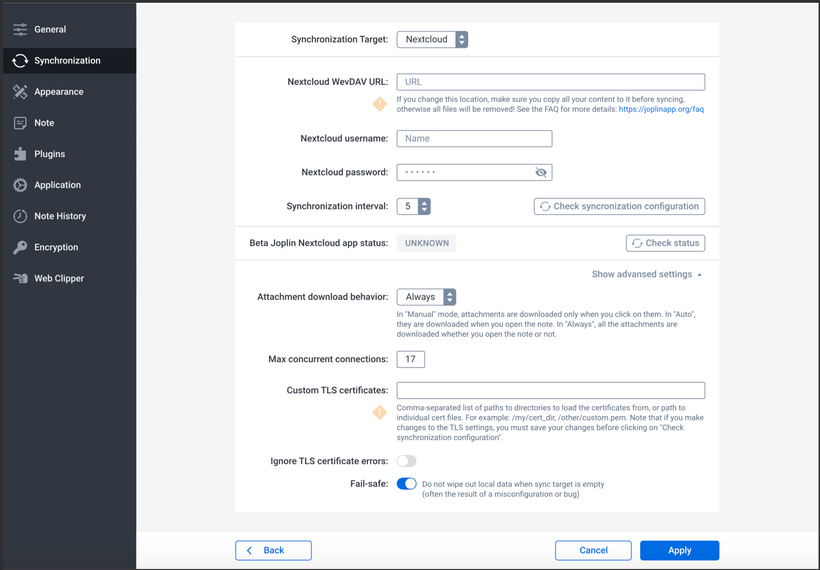 General
Synchronization
Appearance
Note
Plugins
Application
Note History
Encryption
Web Clipper
Synchronization Target: Nextcloud
Nextcloud WevDAV URL: URL
If you change this location, make sure you copy all your content to it before syncing,
otherwise all files will be removed! See the FAQ for more details: https://joplinapp.org/faq
Nextcloud username: Name
Nextcloud password: ······
Synchronization interval: 5 Check syncronization configuration
Beta Joplin Nextcloud app status: UNKNOWN Check status
Show advansed settings
Attachment download behavior: Always
In "Manual" mode, attachments are downloaded only when you click on them. In "Auto",
they are downloaded when you open the note. In "Always", all the attachments are
downloaded whether you open the note or not.
Max concurrent connections: 17
Custom TLS certificates:
Comma-separated list of paths to directories to load the certificates from, or path to
individual cert files. For example: /my/cert_dir, /other/custom.pem. Note that if you make
changes to the TLS settings, you must save your changes before clicking on "Check
synchronization configuration".
Ignore TLS certificate errors:
Fail-safe: Do not wipe out local data when sync target is empty
(often the result of a misconfiguration or bug)
Back Cancel Apply